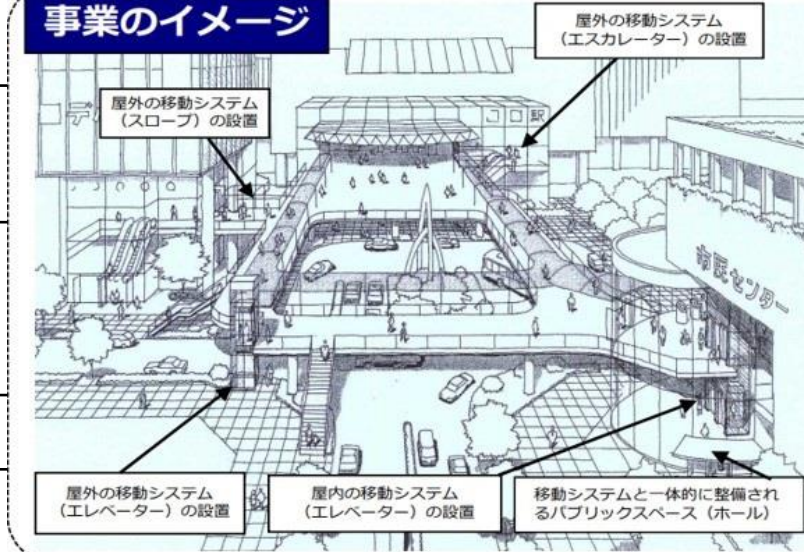 事業のイメージ
屋外の移動システム
（エスカレーター）の設置
屋外の移動システム
（スロープ）の設置
駅
市民センター
屋外の移動システム
（エレベーター）の設置
屋内の移動システム
（エレベーター）の設置
移動システムと一体的に整備され
るパブリックスペース（ホール）